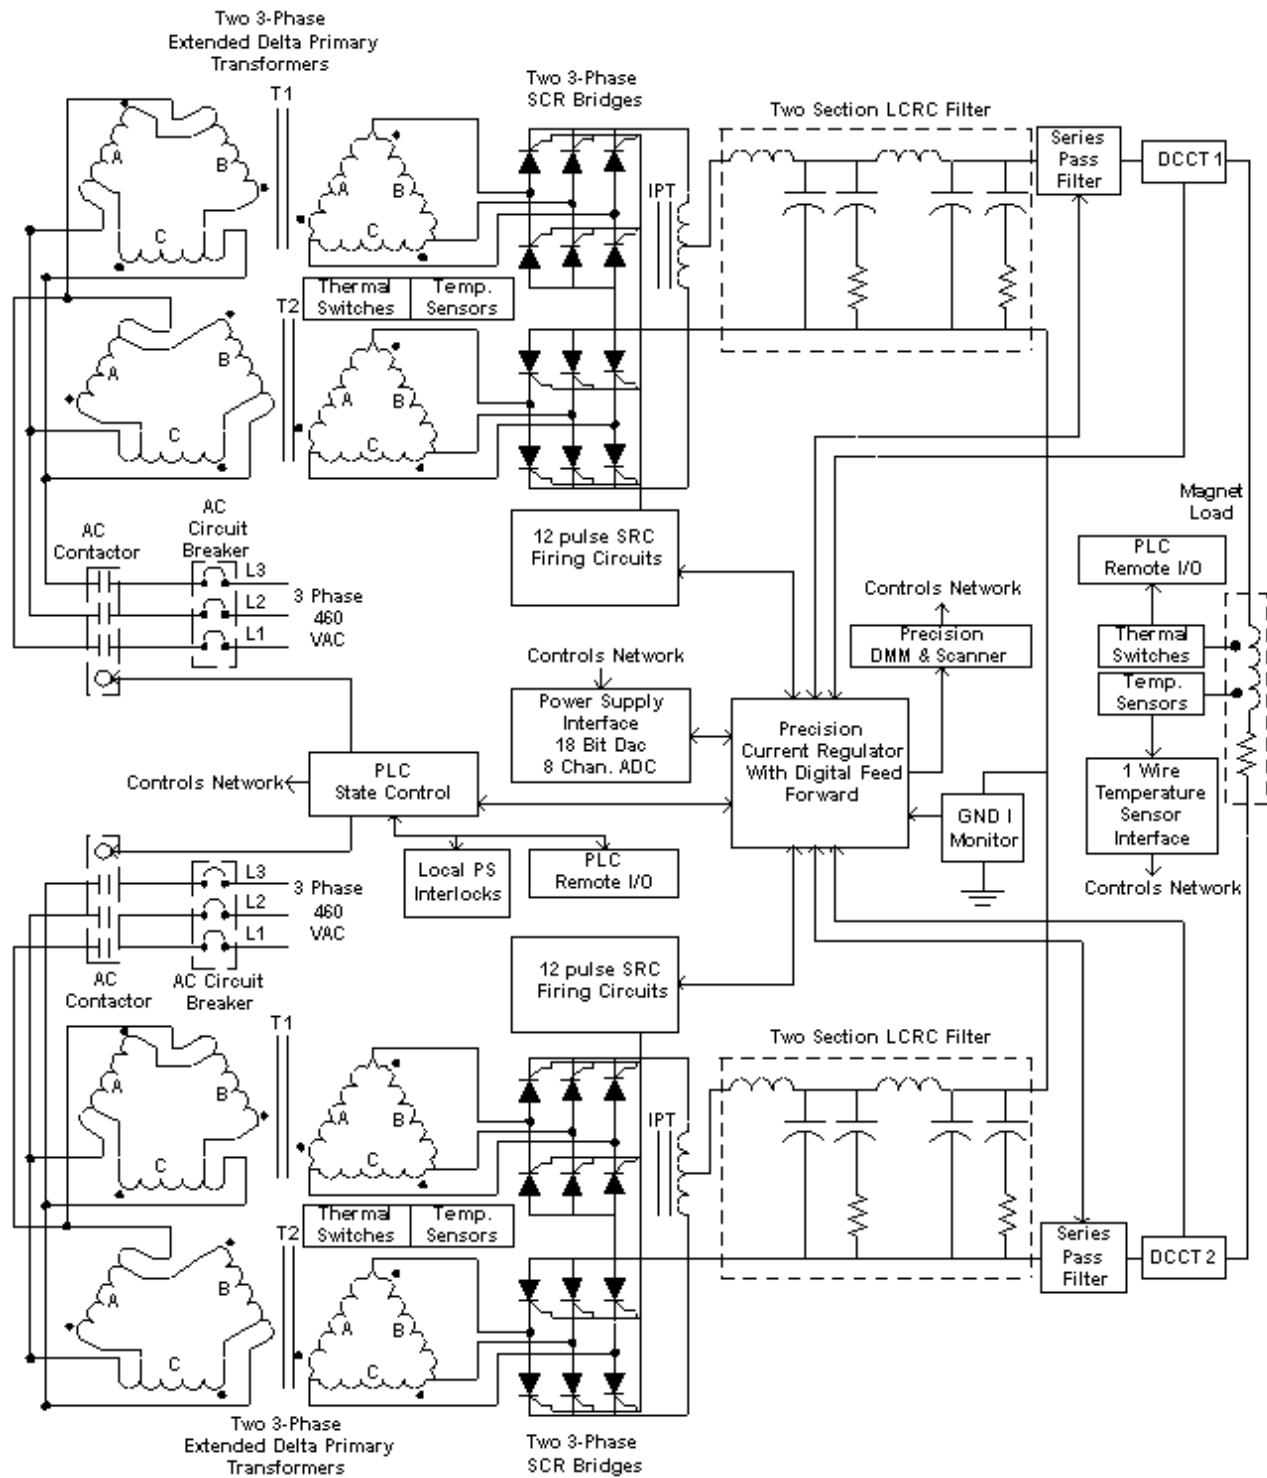 Two 3-Phase
Extended Delta Primary
Transformers
T1
Two 3-Phase
SCR Bridges
Two Section LCRC Filter
Series
Pass
Filter
DCCT 1
A
B
C
A
B
C
IPT
Thermal
Switches
Temp.
Sensors
T2
A
B
C
A
B
C
AC
Contactor
AC
Circuit
Breaker
L3
L2
L1
3 Phase
460
VAC
12 pulse SRC
Firing Circuits
Magnet
Load
PLC
Remote I/O
Thermal
Switches
Temp.
Sensors
1 Wire
Temperature
Sensor
Interface
Controls Network
Controls Network
Precision
DMM & Scanner
Controls Network
Power Supply
Interface
18 Bit Dac
8 Chan. ADC
Precision
Current Regulator
With Digital Feed
Forward
GND I
Monitor
Controls Network
PLC
State Control
Local PS
Interlocks
PLC
Remote I/O
L3
L2
L1
3 Phase
460
VAC
AC
Contactor
AC Circuit
Breaker
12 pulse SRC
Firing Circuits
T1
A
B
C
A
B
C
IPT
Two Section LCRC Filter
Thermal
Switches
Temp.
Sensors
T2
A
B
C
A
B
C
Series
Pass
Filter
DCCT 2
Two 3-Phase
Extended Delta Primary
Transformers
Two 3-Phase
SCR Bridges